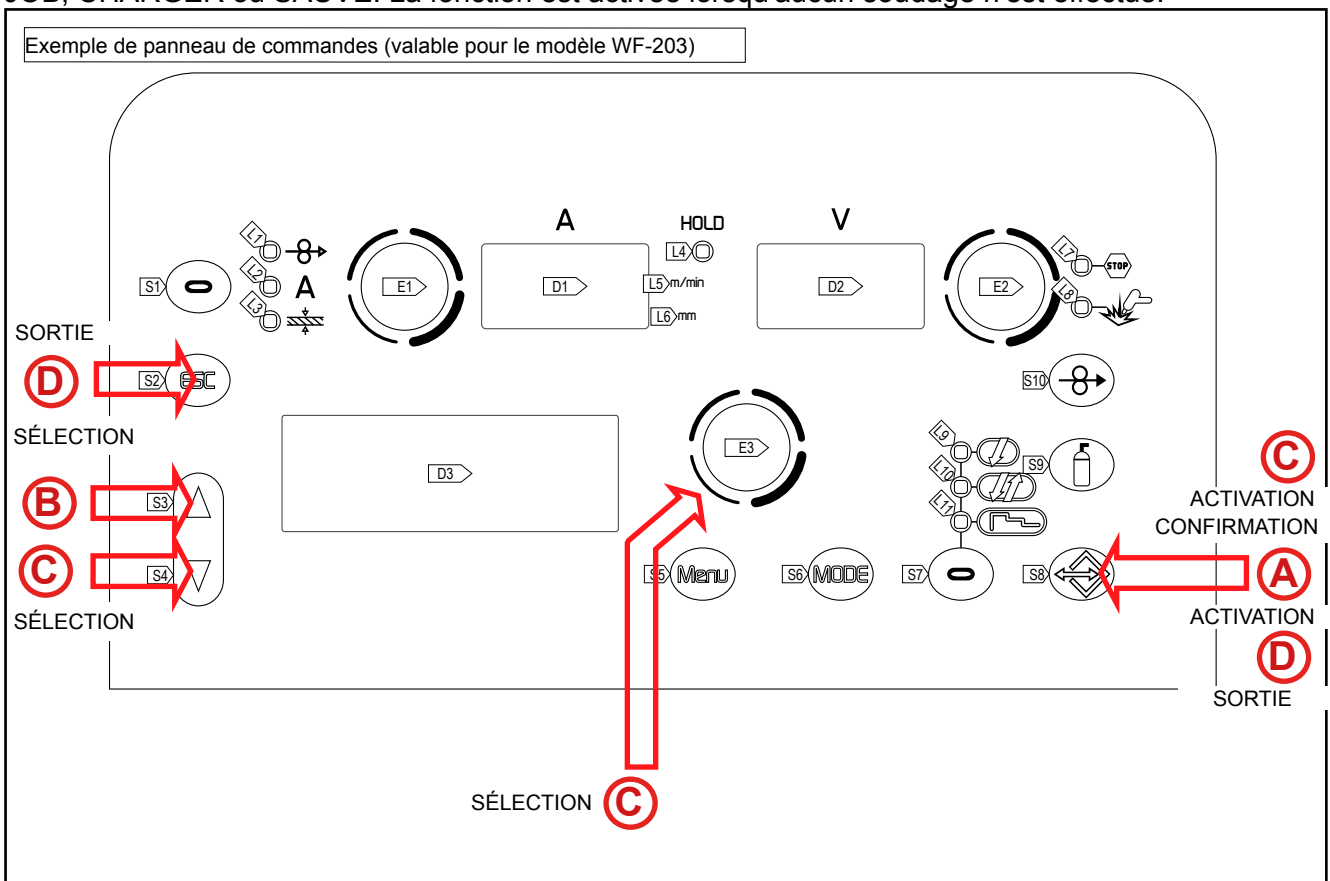 JOB, CHARGER ou SAUVE. La fonction est activée lorsqu'aucun soudage n'est effectué.
Exemple de panneau de commandes (valable pour le modèle WF-203)
A HOLD V
L1
L4
L7
STOP
L2
A
S1
E1
D1
L5 m/min
D2
E2
L8
L3
L6 mm
SORTIE
D
S2 ESC
S10
SÉLECTION
L9
C
E3
S9
D3
L10
B
S3
ACTIVATION
L11
CONFIRMATION
C
S4
S5 Menu
S6 MODE
S7
S8
A
SÉLECTION
ACTIVATION
D
SORTIE
SÉLECTION C